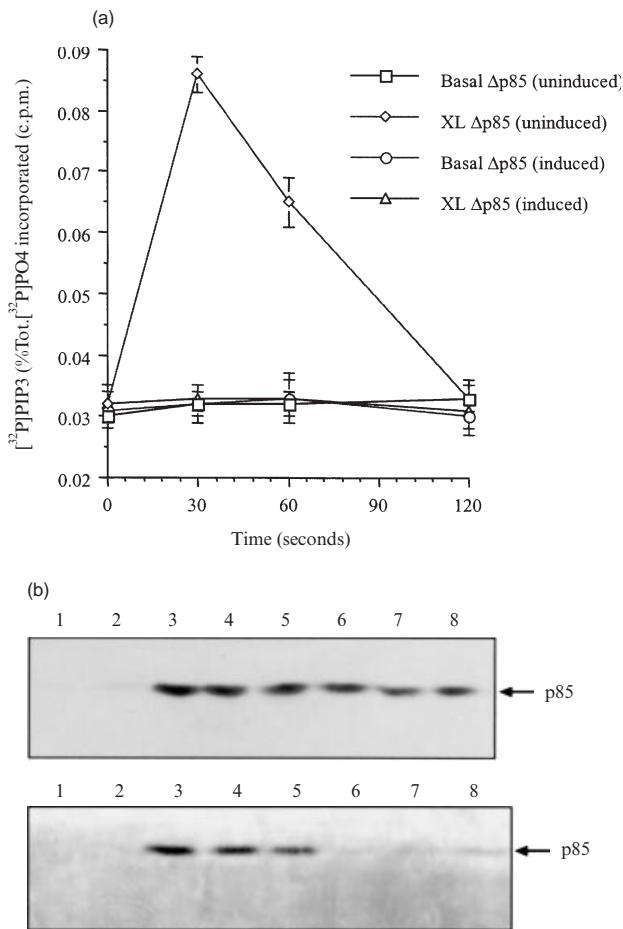 (a)
0.09
0.08
0.07
0.06
0.05
0.04
0.03
0.02
[32P]PIP3 (%Tot.[32P]PO4 incorporated (c.p.m.)
0 30 60 90 120
Time (seconds)
Basal Δp85 (uninduced)
XL Δp85 (uninduced)
Basal Δp85 (induced)
XL Δp85 (induced)
(b)
1 2 3 4 5 6 7 8
p85
1 2 3 4 5 6 7 8
p85